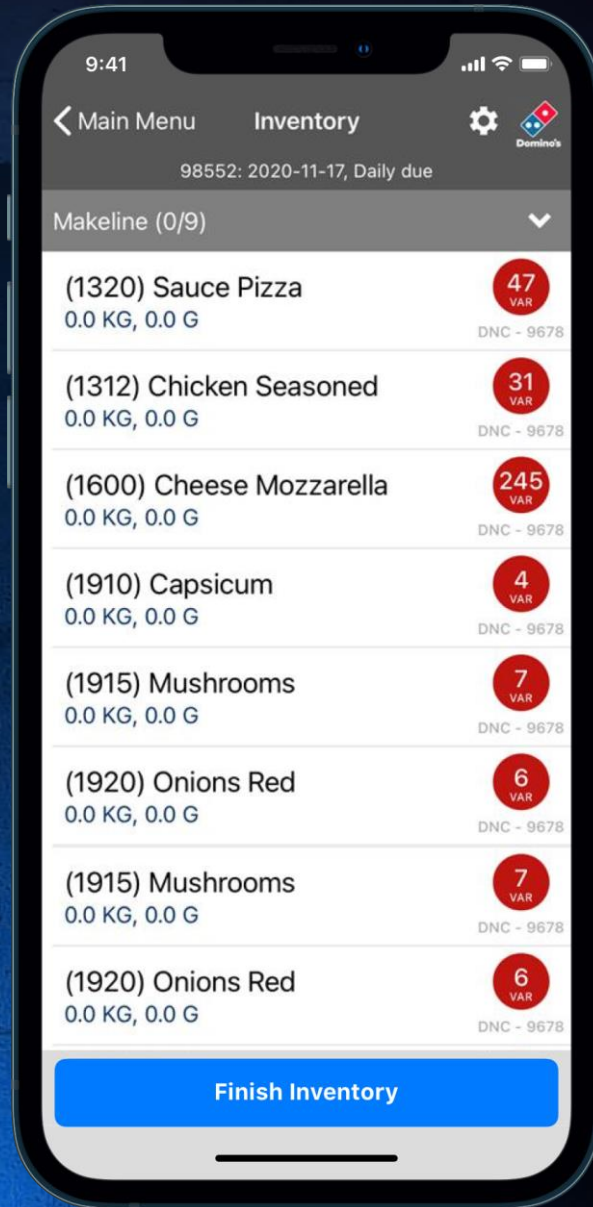 9:41
Main Menu
Inventory
Domino's
98552: 2020-11-17, Daily due
Makeline (0/9)
(1320) Sauce Pizza
0.0 KG, 0.0 G
47
VAR
DNC - 9678
(1312) Chicken Seasoned
0.0 KG, 0.0 G
31
VAR
DNC - 9678
(1600) Cheese Mozzarella
0.0 KG, 0.0 G
245
VAR
DNC - 9678
(1910) Capsicum
0.0 KG, 0.0 G
4
VAR
DNC - 9678
(1915) Mushrooms
0.0 KG, 0.0 G
7
VAR
DNC - 9678
(1920) Onions Red
0.0 KG, 0.0 G
6
VAR
DNC - 9678
(1915) Mushrooms
0.0 KG, 0.0 G
7
VAR
DNC - 9678
(1920) Onions Red
0.0 KG, 0.0 G
6
VAR
DNC - 9678
Finish Inventory